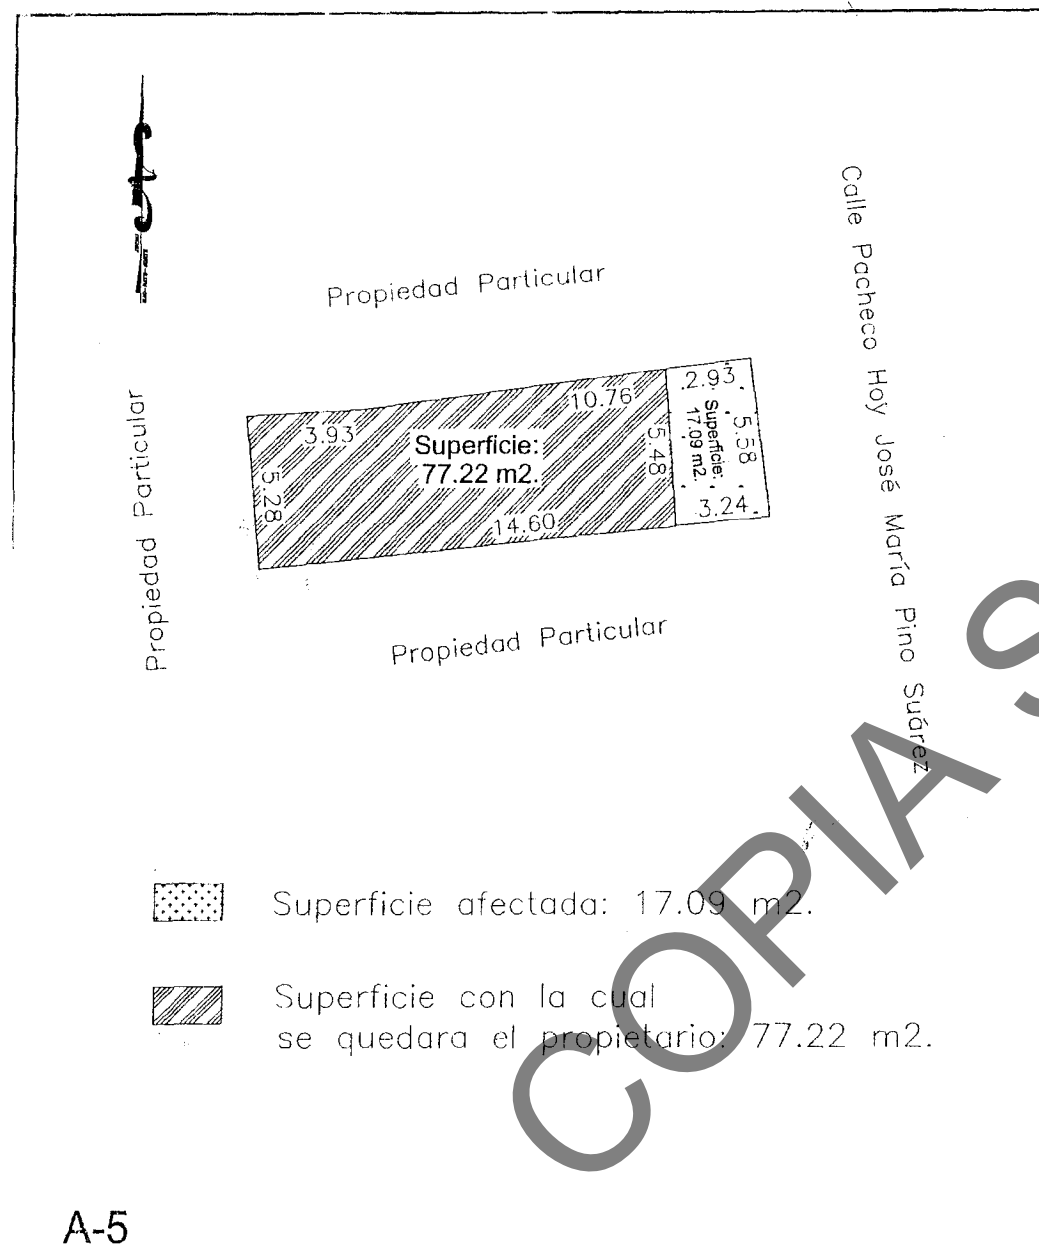 Propiedad Particular
Calle Pacheco Hoy José María Pino Suárez
Propiedad Particular
2.93
10.76
3.93
Superficie:
77.22 m2.
5.28
5.48
Superficie:
17.09 m2.
5.58
3.24
14.60
Propiedad Particular
Superficie afectada: 17.09 m2.
Superficie con la cual
se quedara el propietario: 77.22 m2.
COPIA S
A-5